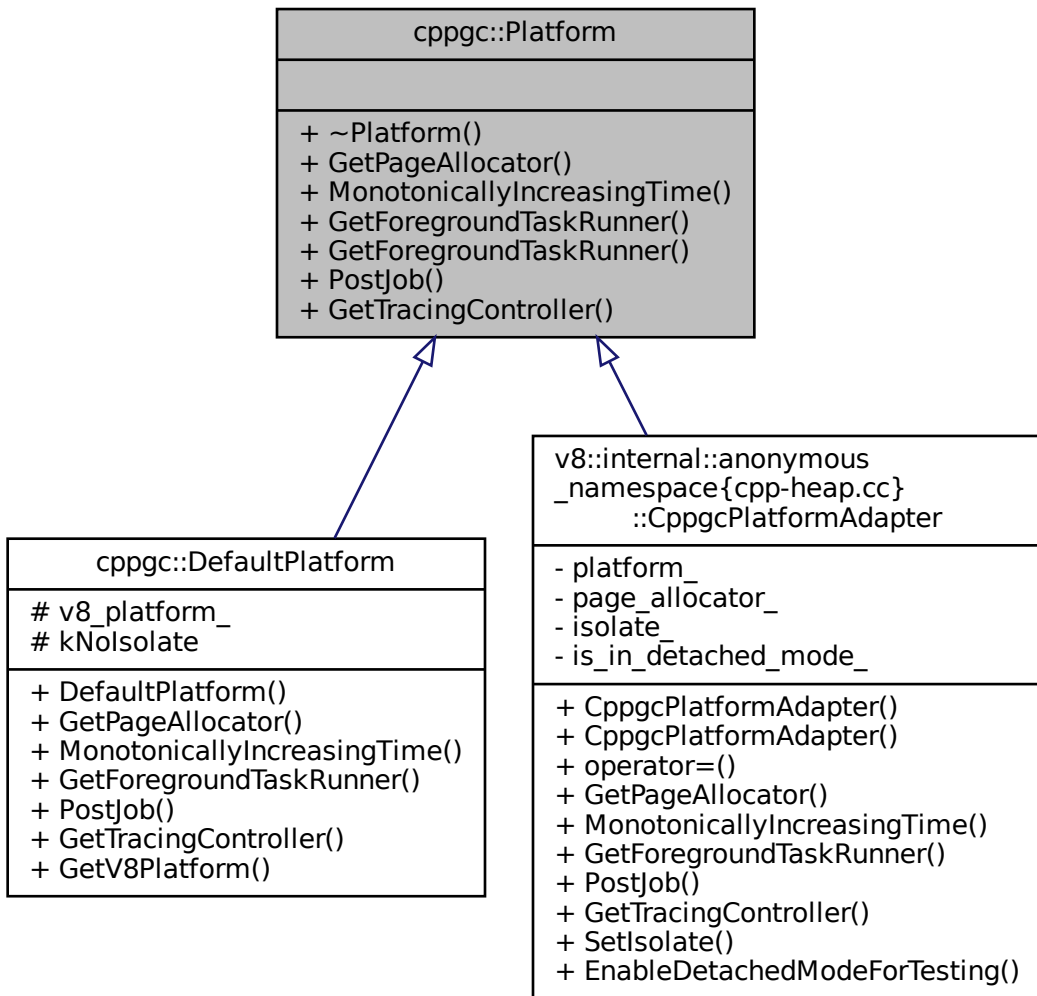 cppgc::Platform
+ ~Platform()
+ GetPageAllocator()
+ MonotonicallyIncreasingTime()
+ GetForegroundTaskRunner()
+ GetForegroundTaskRunner()
+ PostJob()
+ GetTracingController()
cppgc::DefaultPlatform
# v8_platform_
# kNoIsolate
+ DefaultPlatform()
+ GetPageAllocator()
+ MonotonicallyIncreasingTime()
+ GetForegroundTaskRunner()
+ PostJob()
+ GetTracingController()
+ GetV8Platform()
v8::internal::anonymous
_namespace{cpp-heap.cc}
::CppgcPlatformAdapter
- platform_
- page_allocator_
- isolate_
- is_in_detached_mode_
+ CppgcPlatformAdapter()
+ CppgcPlatformAdapter()
+ operator=()
+ GetPageAllocator()
+ MonotonicallyIncreasingTime()
+ GetForegroundTaskRunner()
+ PostJob()
+ GetTracingController()
+ SetIsolate()
+ EnableDetachedModeForTesting()